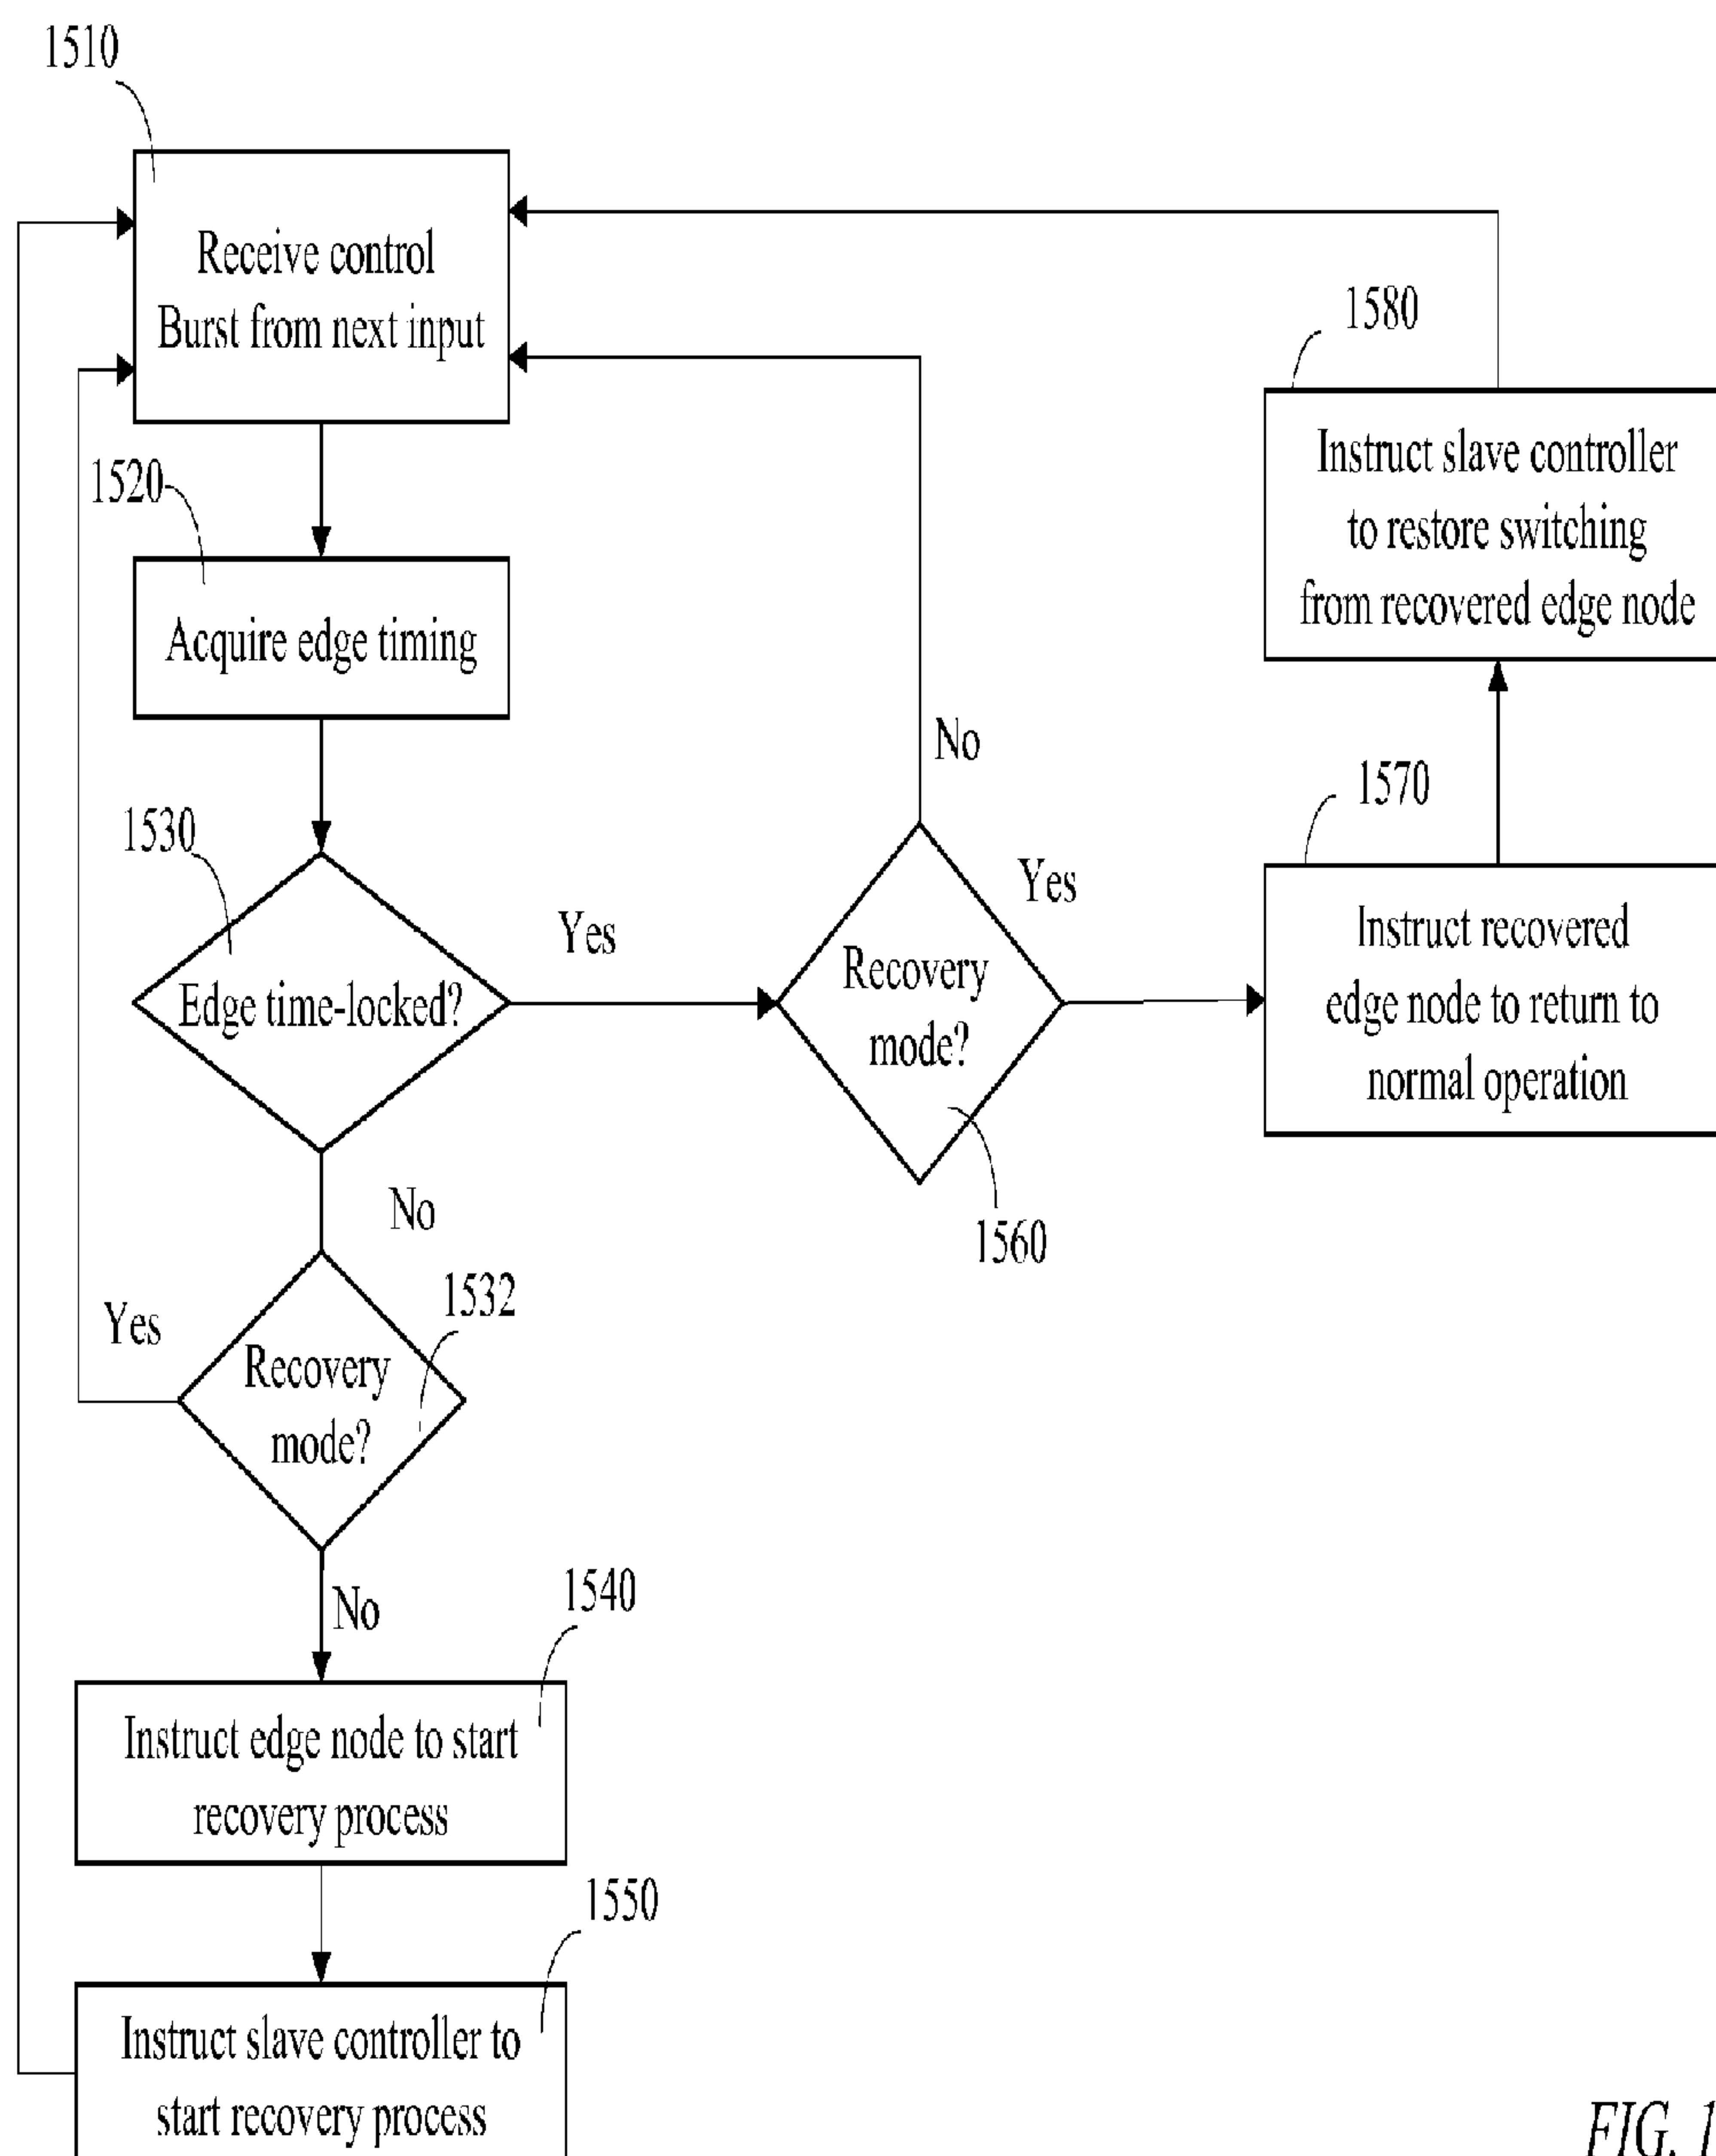 1510
Receive control
Burst from next input
1520
Acquire edge timing
1530
Edge time-locked?
Yes
No
1532
Recovery
mode?
Yes
No
1540
Instruct edge node to start
recovery process
1550
Instruct slave controller to
start recovery process
No
Yes
Recovery
mode?
1560
1570
Instruct recovered
edge node to return to
normal operation
1580
Instruct slave controller
to restore switching
from recovered edge node
FIG. 1